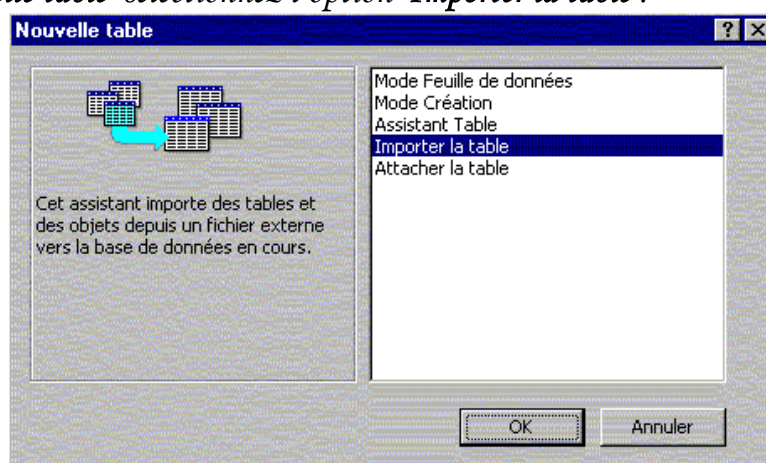 table sélectionnez l'option Importer la table :
Nouvelle table
Mode Feuille de données
Mode Création
Assistant Table
Importer la table
Attacher la table
Cet assistant importe des tables et
des objets depuis un fichier externe
vers la base de données en cours.
OK
Annuler